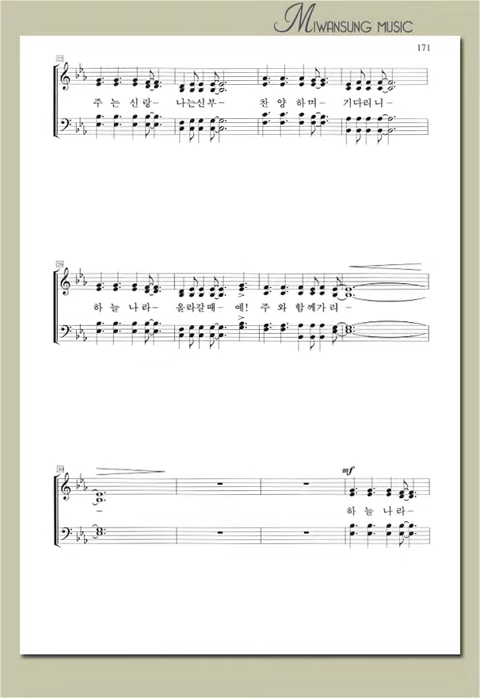 MIWANSUNG MUSIC
171
주 는 신 랑– 나는신부– 찬 양 하 며– 기다리니–
하 늘 나 라– 올라갈때– 에! 주 와 함께가리–
–
mf
하 늘 나 라–